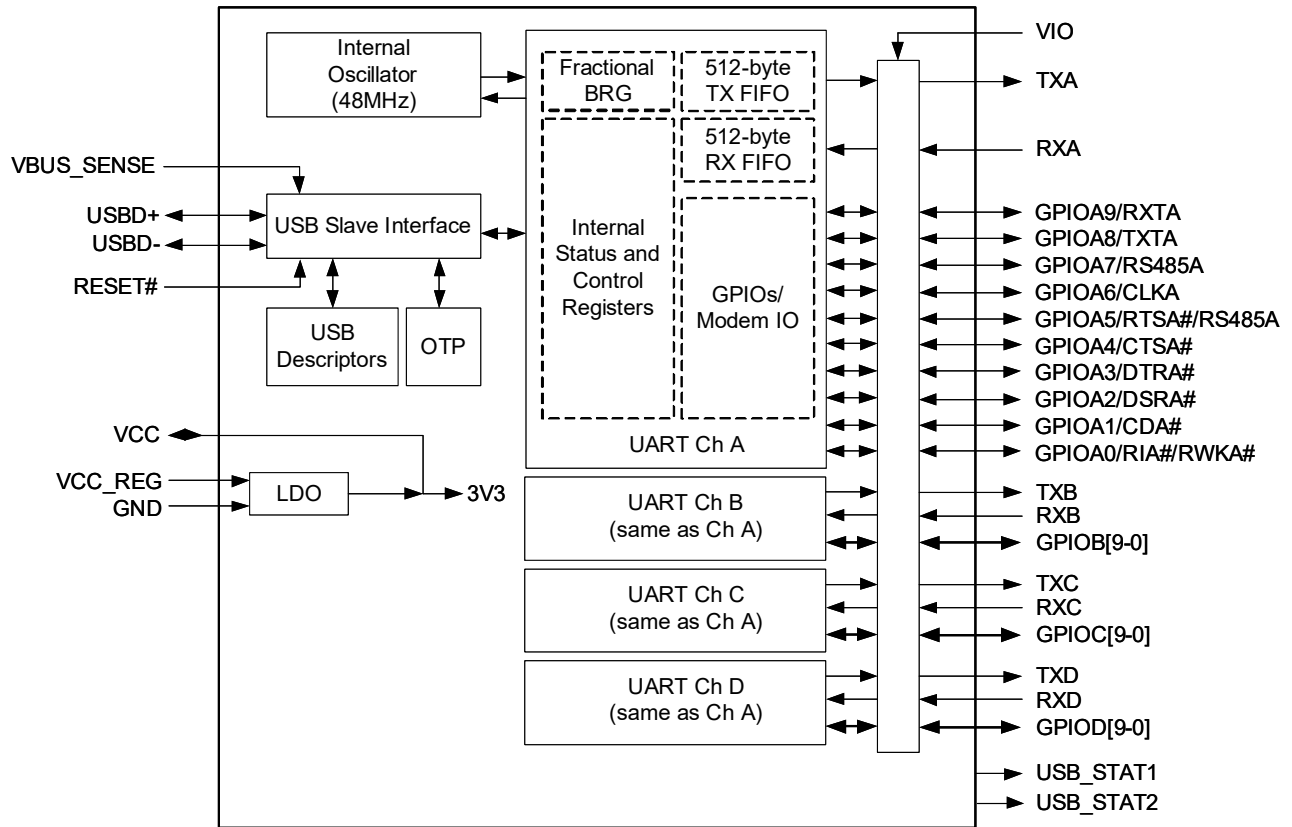 Internal
Oscillator
(48MHz)
VBUS_SENSE
USBD+
USBD-
RESET#
USB Slave Interface
USB
Descriptors
OTP
VCC
VCC_REG
GND
LDO
3V3
Fractional
BRG
512-byte
TX FIFO
512-byte
RX FIFO
Internal
Status and
Control
Registers
GPIOs/
Modem IO
UART Ch A
UART Ch B
(same as Ch A)
UART Ch C
(same as Ch A)
UART Ch D
(same as Ch A)
VIO
TXA
RXA
GPIOA9/RXTA
GPIOA8/TXTA
GPIOA7/RS485A
GPIOA6/CLKA
GPIOA5/RTSA#/RS485A
GPIOA4/CTSA#
GPIOA3/DTRA#
GPIOA2/DSRA#
GPIOA1/CDA#
GPIOA0/RIA#/RWKA#
TXB
RXB
GPIOB[9-0]
TXC
RXC
GPIOC[9-0]
TXD
RXD
GPIOD[9-0]
USB_STAT1
USB_STAT2